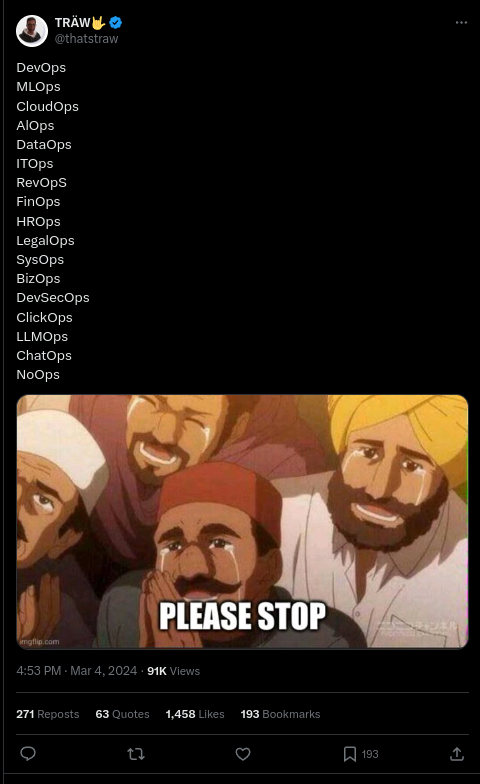 TRÄW🤟
@thatstraw
DevOps
MLOps
CloudOps
AIOps
DataOps
ITOps
RevOpS
FinOps
HROps
LegalOps
SysOps
BizOps
DevSecOps
ClickOps
LLMOps
ChatOps
NoOps
PLEASE STOP
imgflip.com
4:53 PM · Mar 4, 2024 · 91K Views
271 Reposts 63 Quotes 1,458 Likes 193 Bookmarks
193